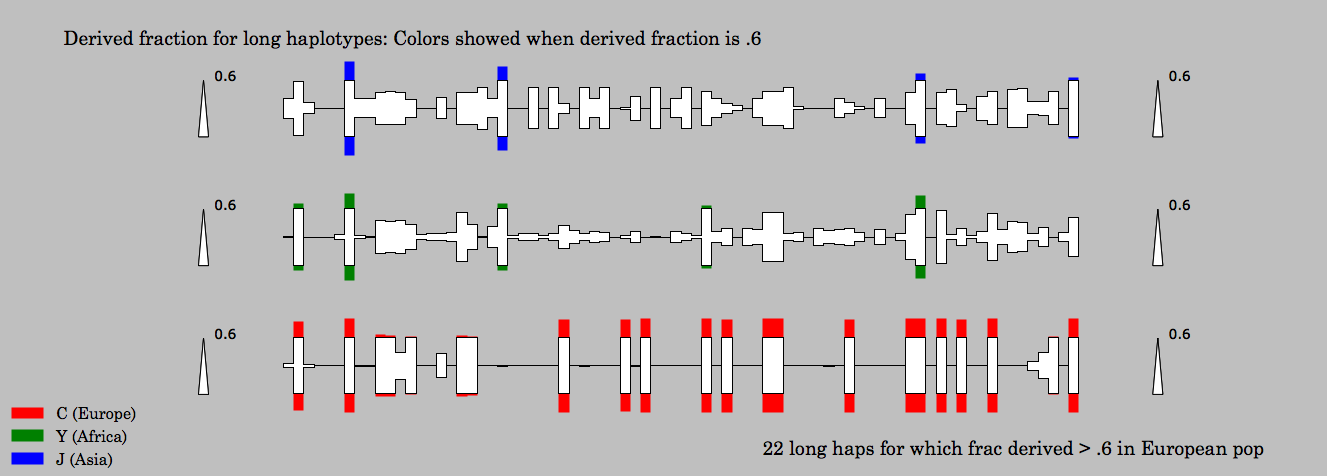 Derived fraction for long haplotypes: Colors showed when derived fraction is .6
0.6
0.6
0.6
0.6
0.6
0.6
C (Europe)
Y (Africa)
J (Asia)
22 long haps for which frac derived > .6 in European pop